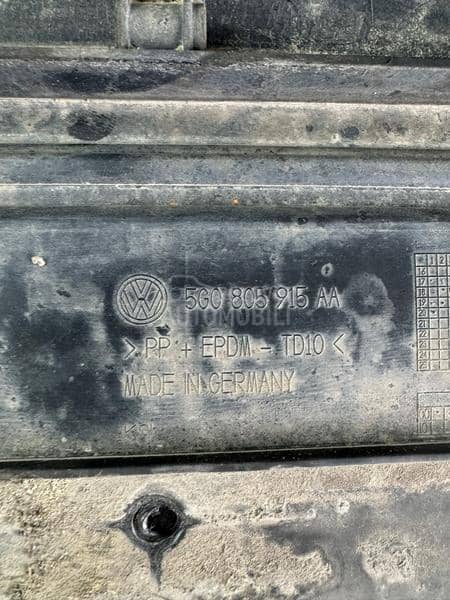 5G0 805 915 AA
> PP + EPDM - TD10 <
MADE IN GERMANY